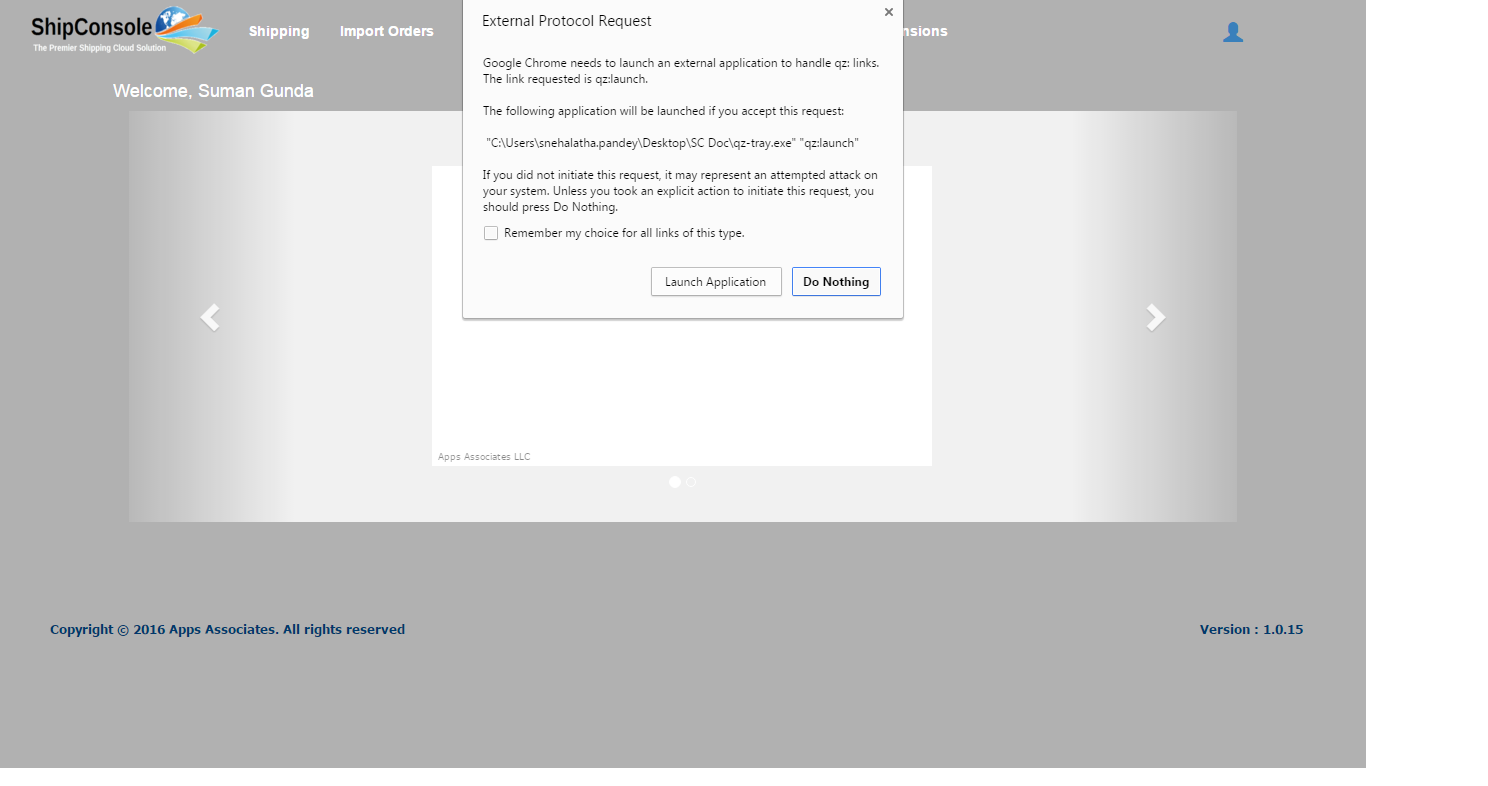 ShipConsole
The Premier Shipping Cloud Solution
Shipping
Import Orders
External Protocol Request
Google Chrome needs to launch an external application to handle qz: links.
The link requested is qz:launch.
The following application will be launched if you accept this request:
"C:\Users\snehalatha.pandey\Desktop\SC Doc\qz-tray.exe" "qz:launch"
If you did not initiate this request, it may represent an attempted attack on
your system. Unless you took an explicit action to initiate this request, you
should press Do Nothing.
Remember my choice for all links of this type.
Launch Application
Do Nothing
Welcome, Suman Gunda
Apps Associates LLC
Copyright © 2016 Apps Associates. All rights reserved
Version : 1.0.15